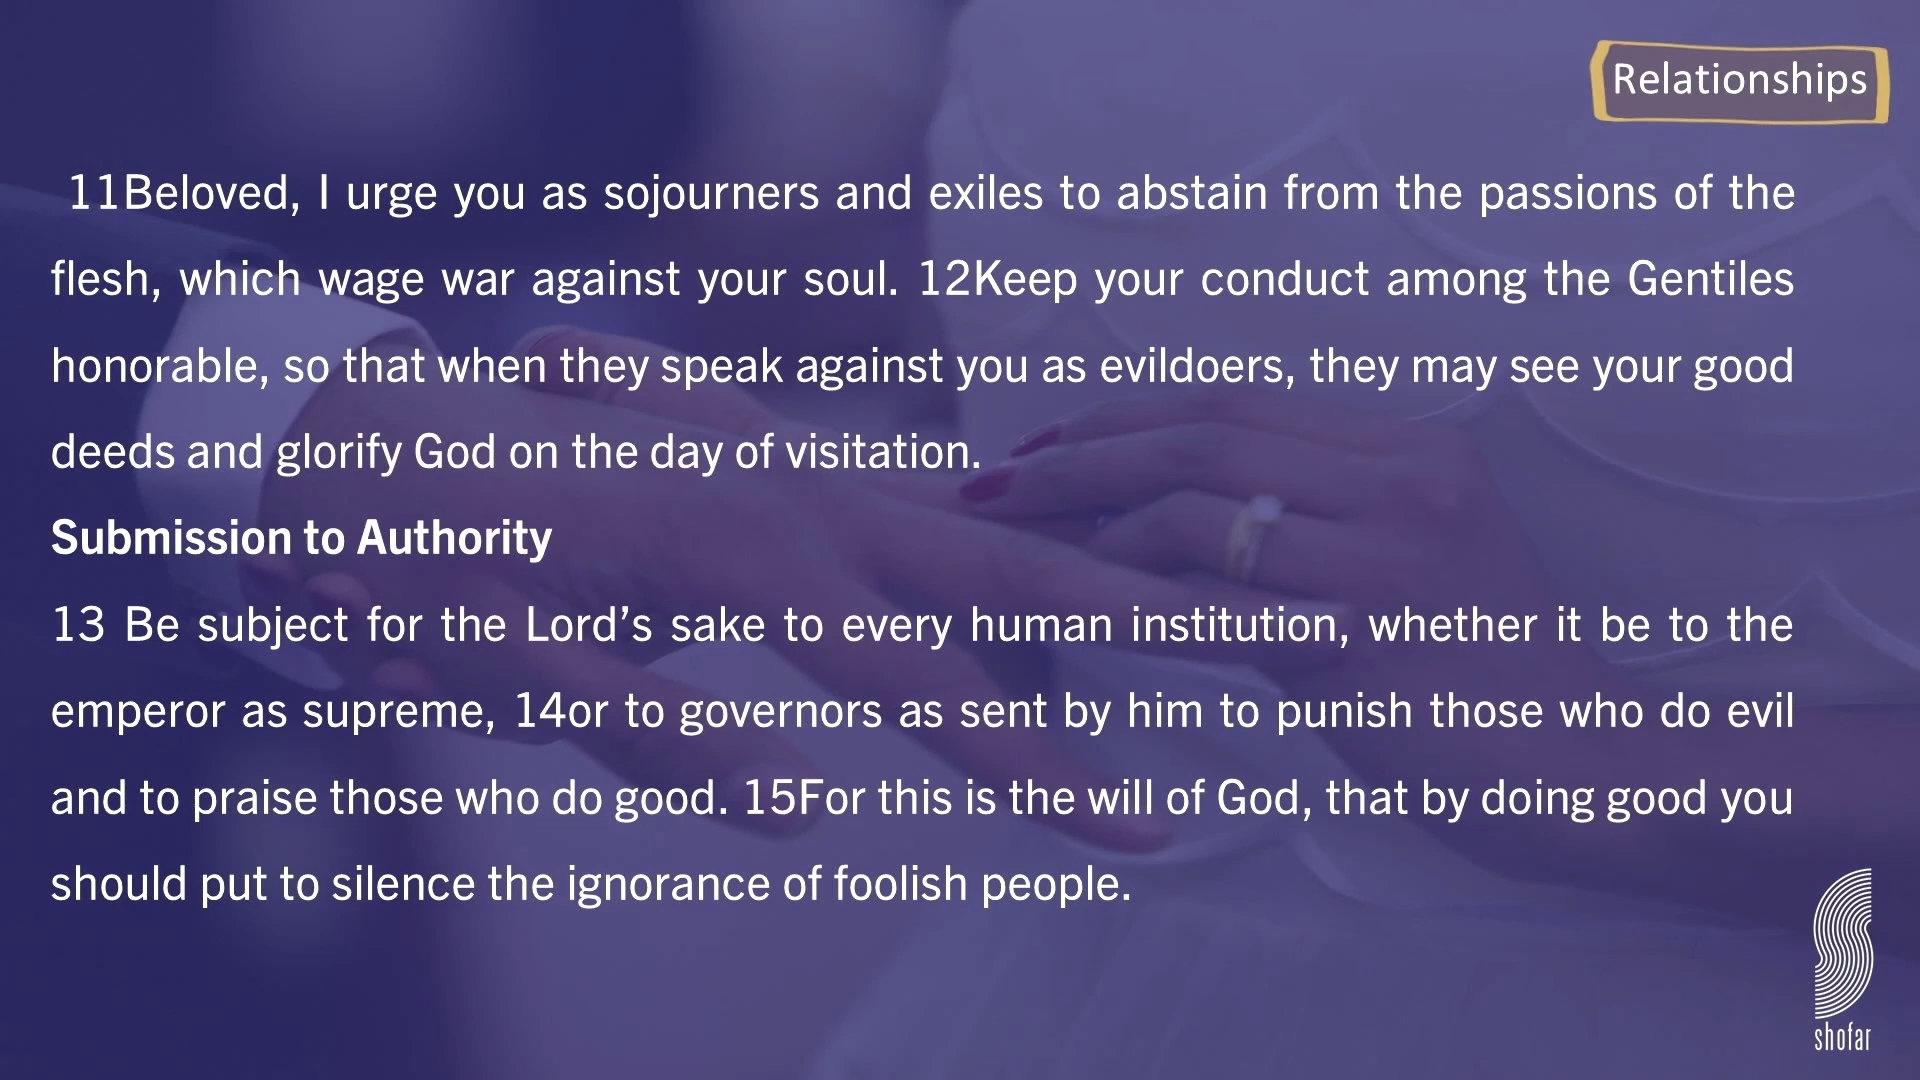 Relationships
11Beloved, I urge you as sojourners and exiles to abstain from the passions of the
flesh, which wage war against your soul. 12Keep your conduct among the Gentiles
honorable, so that when they speak against you as evildoers, they may see your good
deeds and glorify God on the day of visitation.
Submission to Authority
13 Be subject for the Lord’s sake to every human institution, whether it be to the
emperor as supreme, 14or to governors as sent by him to punish those who do evil
and to praise those who do good. 15For this is the will of God, that by doing good you
should put to silence the ignorance of foolish people.
shofar